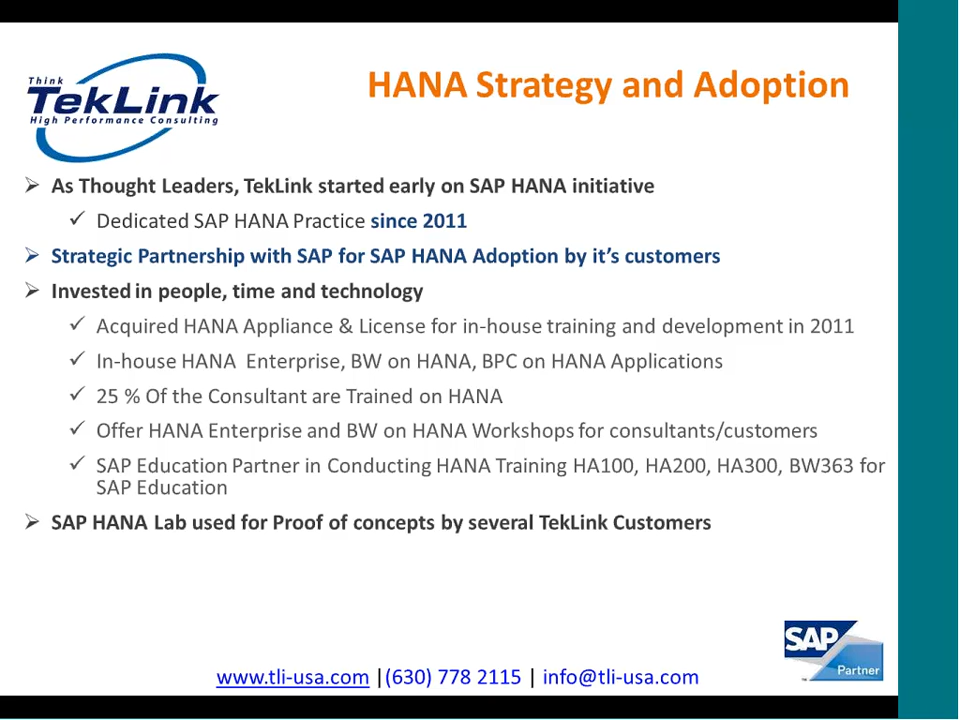 Think
TekLink
High Performance Consulting
HANA Strategy and Adoption
As Thought Leaders, TekLink started early on SAP HANA initiative
Dedicated SAP HANA Practice since 2011
Strategic Partnership with SAP for SAP HANA Adoption by it's customers
Invested in people, time and technology
Acquired HANA Appliance & License for in-house training and development in 2011
In-house HANA Enterprise, BW on HANA, BPC on HANA Applications
25 % Of the Consultant are Trained on HANA
Offer HANA Enterprise and BW on HANA Workshops for consultants/customers
SAP Education Partner in Conducting HANA Training HA100, HA200, HA300, BW363 for
SAP Education
SAP HANA Lab used for Proof of concepts by several TekLink Customers
SAP
Partner
www.tli-usa.com |(630) 778 2115 | info@tli-usa.com